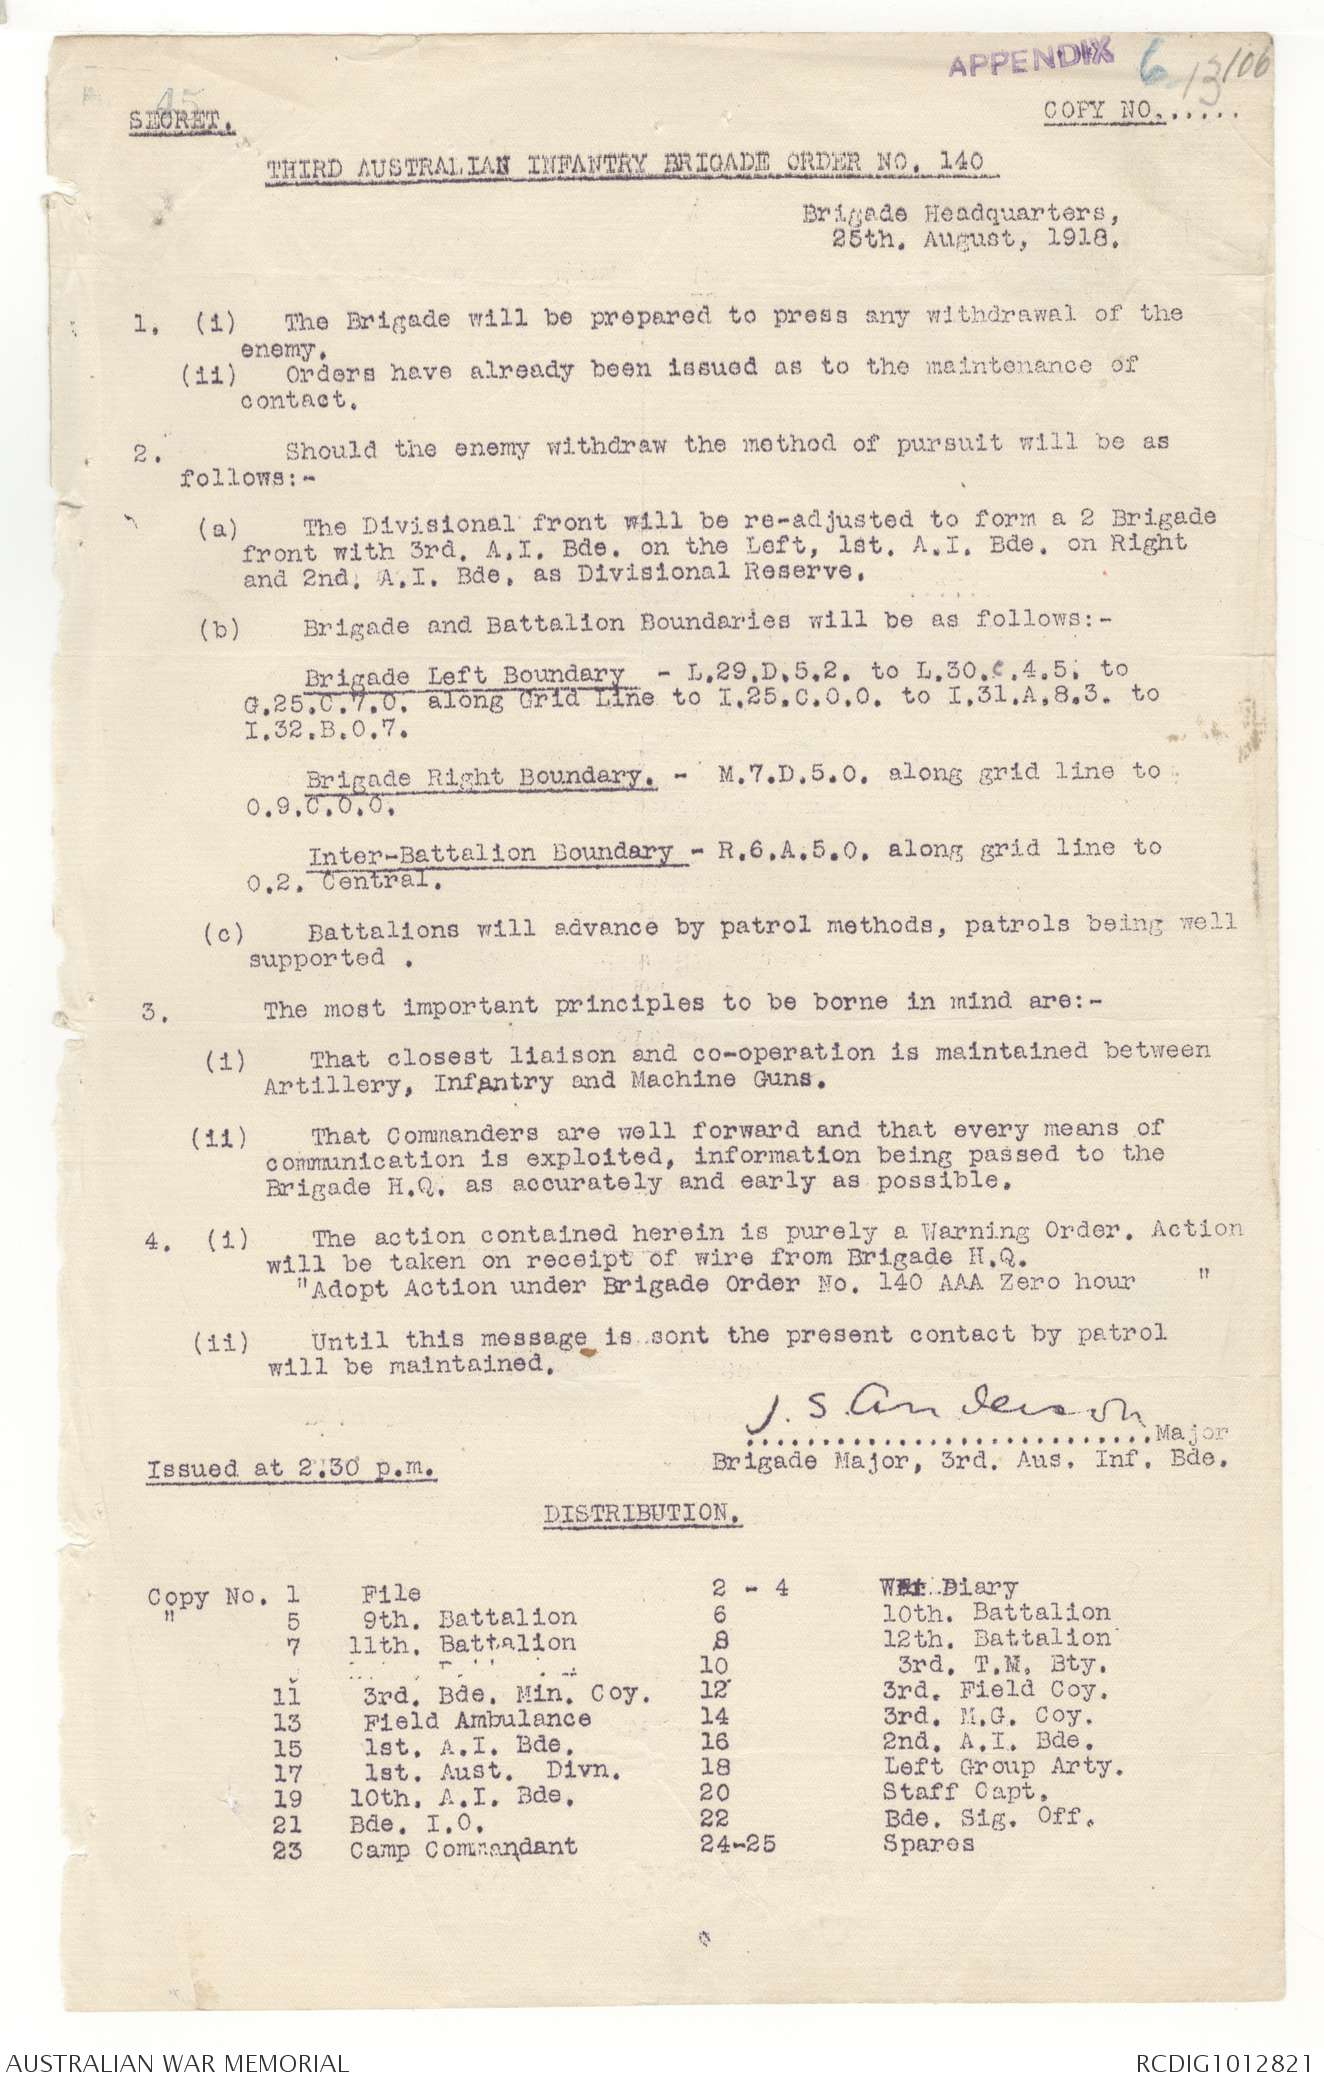 APPENDIX 6 13 106
45
SECRET.
COPY NO......
THIRD AUSTRALIAN INFANTRY BRIGADE ORDER NO. 140
Brigade Headquarters,
25th. August, 1918.
1. (i) The Brigade will be prepared to press any withdrawal of the
enemy.
(ii) Orders have already been issued as to the maintenance of
contact.
2. Should the enemy withdraw the method of pursuit will be as
follows:-
(a) The Divisional front will be re-adjusted to form a 2 Brigade
front with 3rd. A.I. Bde. on the Left, 1st. A.I. Bde. on Right
and 2nd. A.I. Bde. as Divisional Reserve.
(b) Brigade and Battalion Boundaries will be as follows:-
Brigade Left Boundary - L.29.D.5.2. to L.30.c.4.5. to
G.25.C.7.0. along Grid Line to I.25.C.0.0. to I.31.A.8.3. to
I.32.B.0.7.
Brigade Right Boundary. - M.7.D.5.0. along grid line to
O.9.C.0.0.
Inter-Battalion Boundary - R.6.A.5.0. along grid line to
O.2. Central.
(c) Battalions will advance by patrol methods, patrols being well
supported .
3. The most important principles to be borne in mind are:-
(i) That closest liaison and co-operation is maintained between
Artillery, Infantry and Machine Guns.
(ii) That Commanders are well forward and that every means of
communication is exploited, information being passed to the
Brigade H.Q. as accurately and early as possible.
4. (i) The action contained herein is purely a Warning Order. Action
will be taken on receipt of wire from Brigade H.Q.
"Adopt Action under Brigade Order No. 140 AAA Zero hour "
(ii) Until this message is sent the present contact by patrol
will be maintained.
J. S. Anderson
...........................Major
Brigade Major, 3rd. Aus. Inf. Bde.
Issued at 2.30 p.m.
DISTRIBUTION.
Copy No. 1 File 2 - 4 War Diary
" 5 9th. Battalion 6 10th. Battalion
7 11th. Battalion 8 12th. Battalion
10 3rd. T.M. Bty.
11 3rd. Bde. Min. Coy. 12 3rd. Field Coy.
13 Field Ambulance 14 3rd. M.G. Coy.
15 1st. A.I. Bde. 16 2nd. A.I. Bde.
17 1st. Aust. Divn. 18 Left Group Arty.
19 10th. A.I. Bde. 20 Staff Capt.
21 Bde. I.O. 22 Bde. Sig. Off.
23 Camp Commandant 24-25 Spares
AUSTRALIAN WAR MEMORIAL
RCDIG1012821